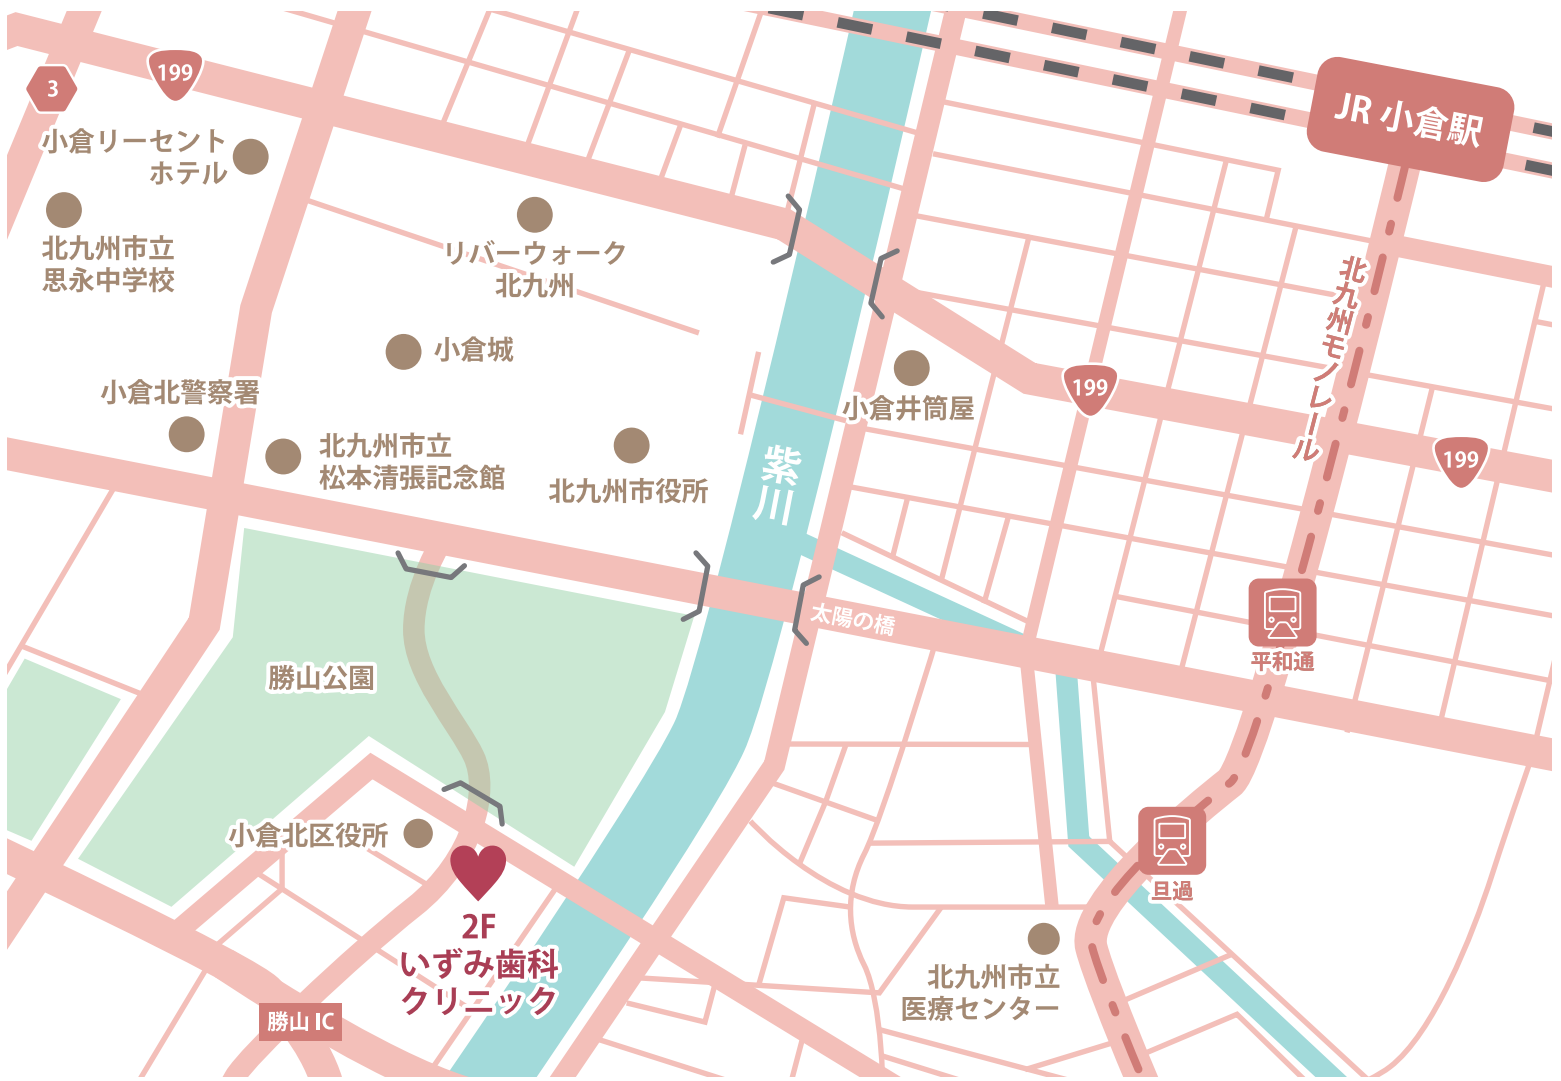 3
199
JR 小倉駅
小倉リーセント
ホテル
北九州市立
思永中学校
リバーウォーク
北九州
北九州モノレール
小倉城
小倉北警察署
199
小倉井筒屋
北九州市立
松本清張記念館
北九州市役所
紫川
199
太陽の橋
平和通
勝山公園
小倉北区役所
旦過
2F
いずみ歯科
クリニック
北九州市立
医療センター
勝山 IC